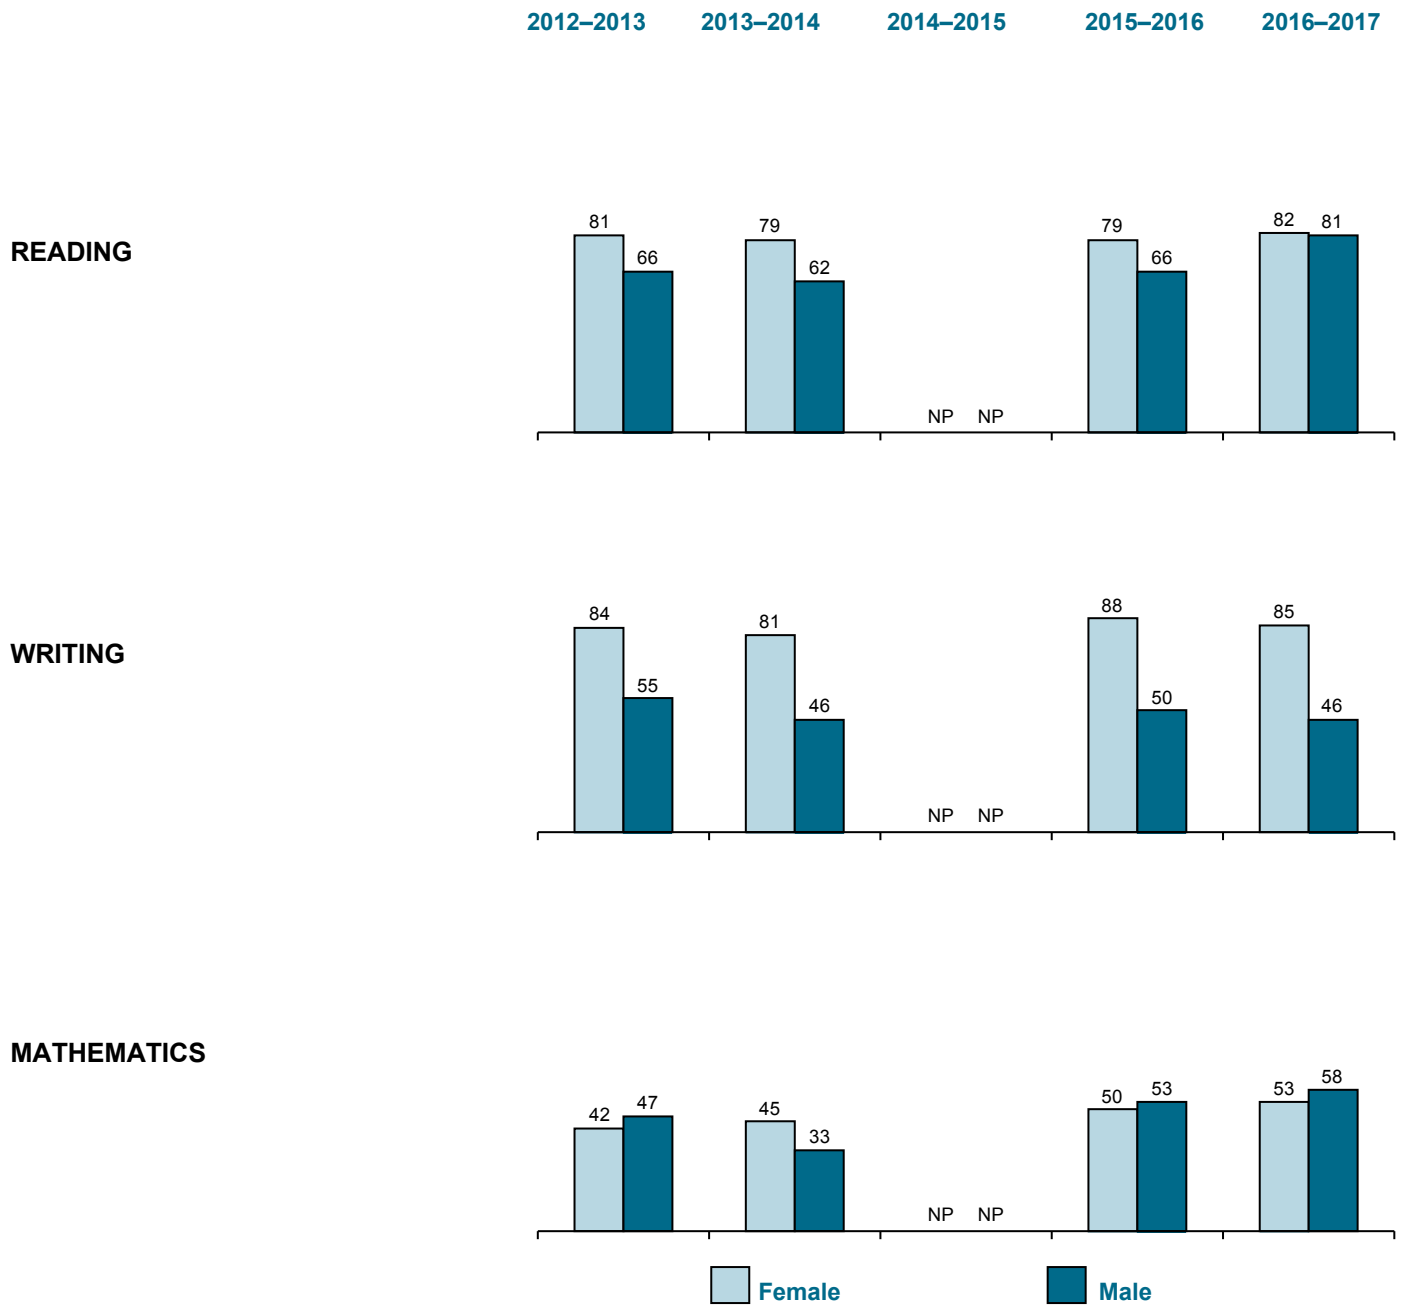 2012–2013 2013–2014 2014–2015 2015–2016 2016–2017
READING
81 66 79 62 NP NP 79 66 82 81
WRITING
84 55 81 46 NP NP 88 50 85 46
MATHEMATICS
42 47 45 33 NP NP 50 53 53 58
Female Male